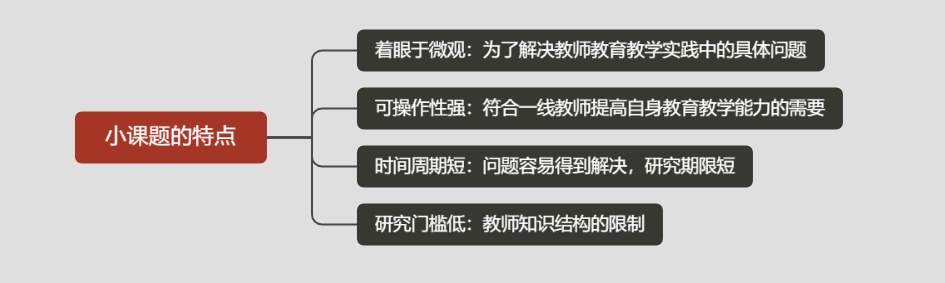 小课题的特点
着眼于微观：为了解决教师教育教学实践中的具体问题
可操作性强：符合一线教师提高自身教育教学能力的需要
时间周期短：问题容易得到解决，研究期限短
研究门槛低：教师知识结构的限制